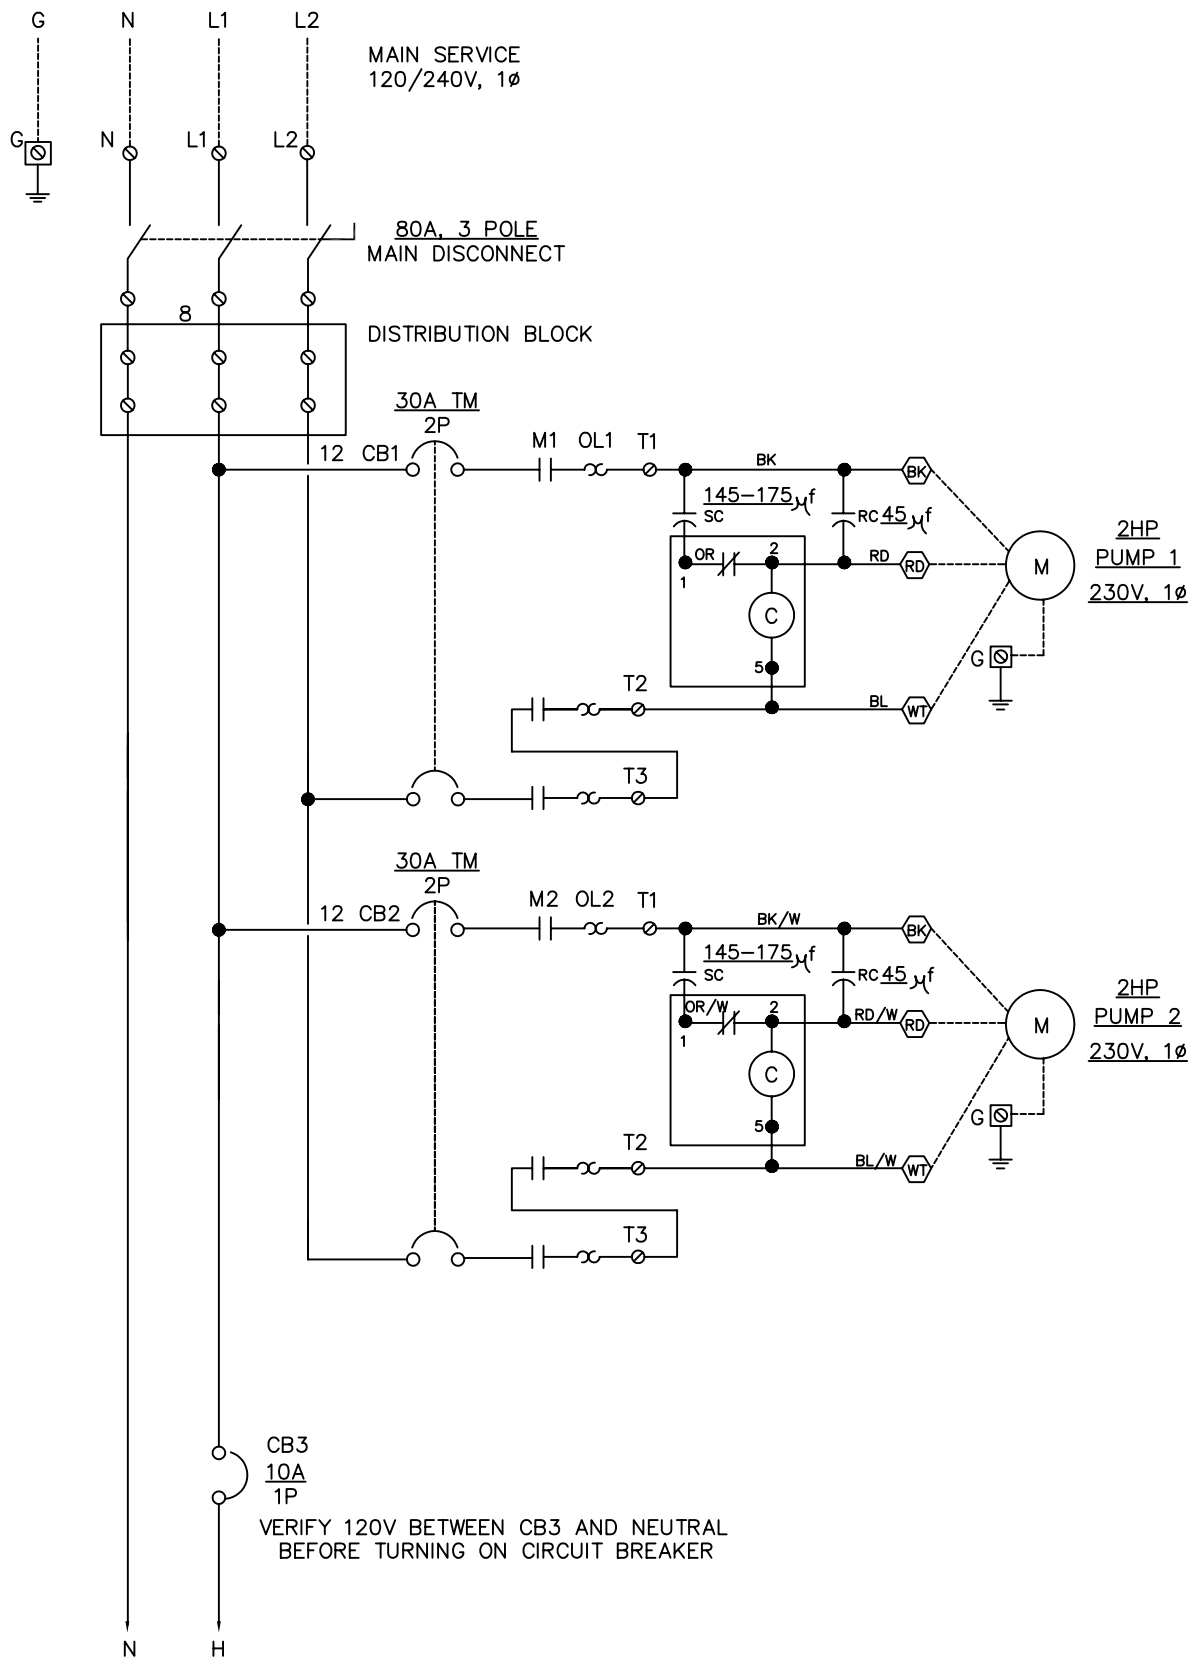 G N L1 L2
MAIN SERVICE
120/240V, 1ø
G N L1 L2
80A, 3 POLE
MAIN DISCONNECT
8
DISTRIBUTION BLOCK
30A TM
2P
12 CB1 M1 OL1 T1 BK BK
145-175µf
SC RC 45µf
2HP
PUMP 1
230V, 1ø
OR 2 RD RD M
1
C
5
G
T2 BL WT
T3
30A TM
2P
12 CB2 M2 OL2 T1 BK/W BK
145-175µf
SC RC 45µf
2HP
PUMP 2
230V, 1ø
OR/W 2 RD/W RD M
1
C
5
G
T2 BL/W WT
T3
CB3
10A
1P
VERIFY 120V BETWEEN CB3 AND NEUTRAL
BEFORE TURNING ON CIRCUIT BREAKER
N H